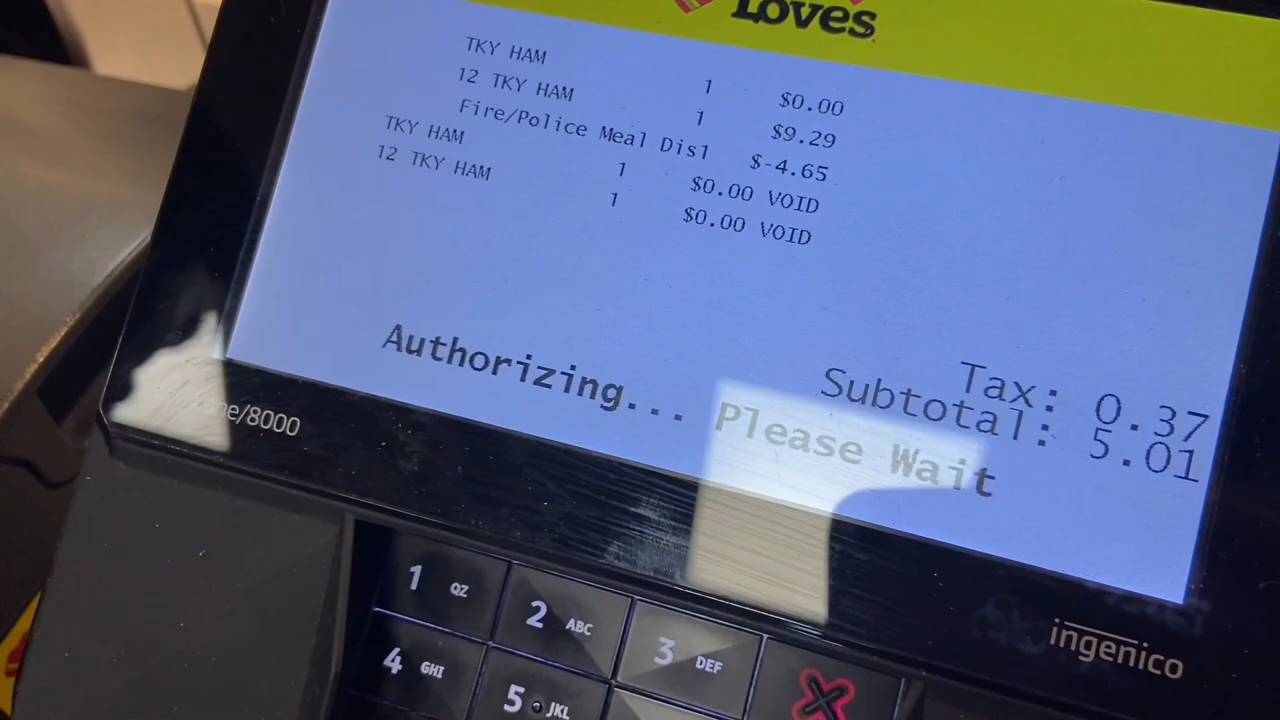 Loves
TKY HAM 1 $0.00
12 TKY HAM 1 $9.29
Fire/Police Meal Dis1 $-4.65
TKY HAM 1 $0.00 VOID
12 TKY HAM 1 $0.00 VOID
Tax: 0.37
Subtotal: 5.01
Authorizing... Please Wait
/8000
ingenico
1 QZ
2 ABC
3 DEF
4 GHI
5 JKL